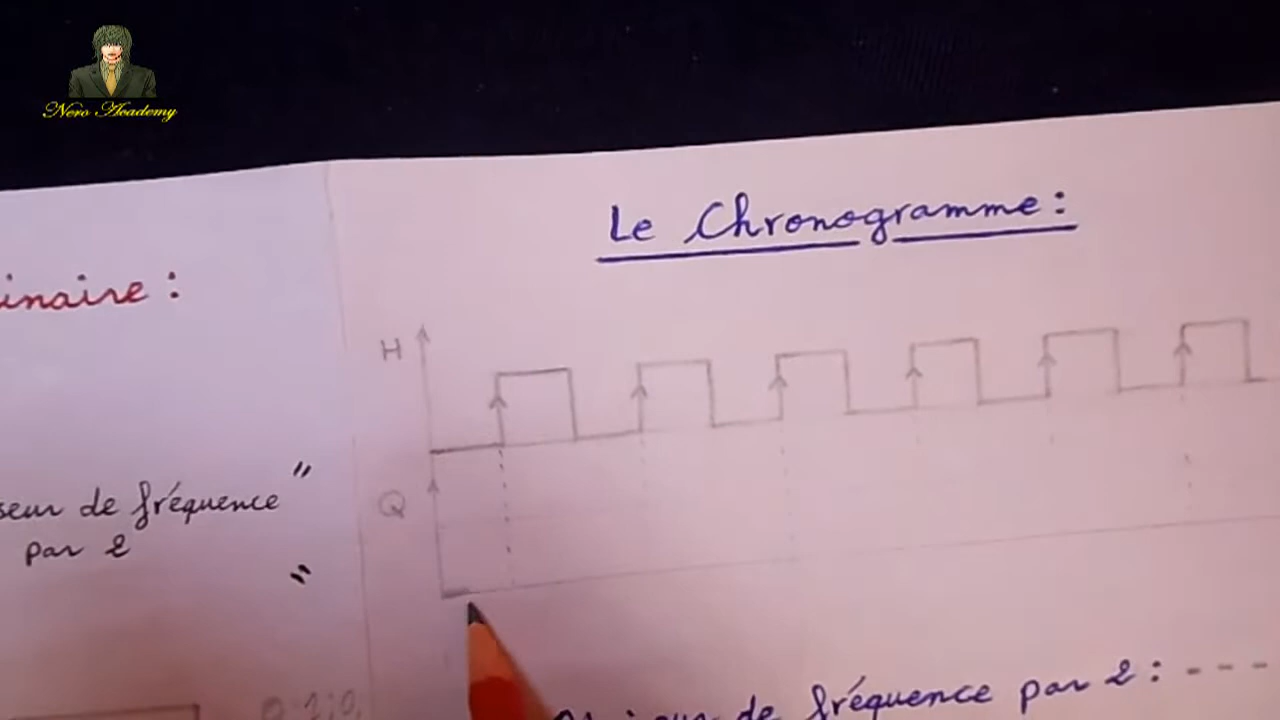 Nero Academy
Le Chronogramme :
inaire :
H
seur de fréquence "
Q
par 2
"
de fréquence par 2 : - - -